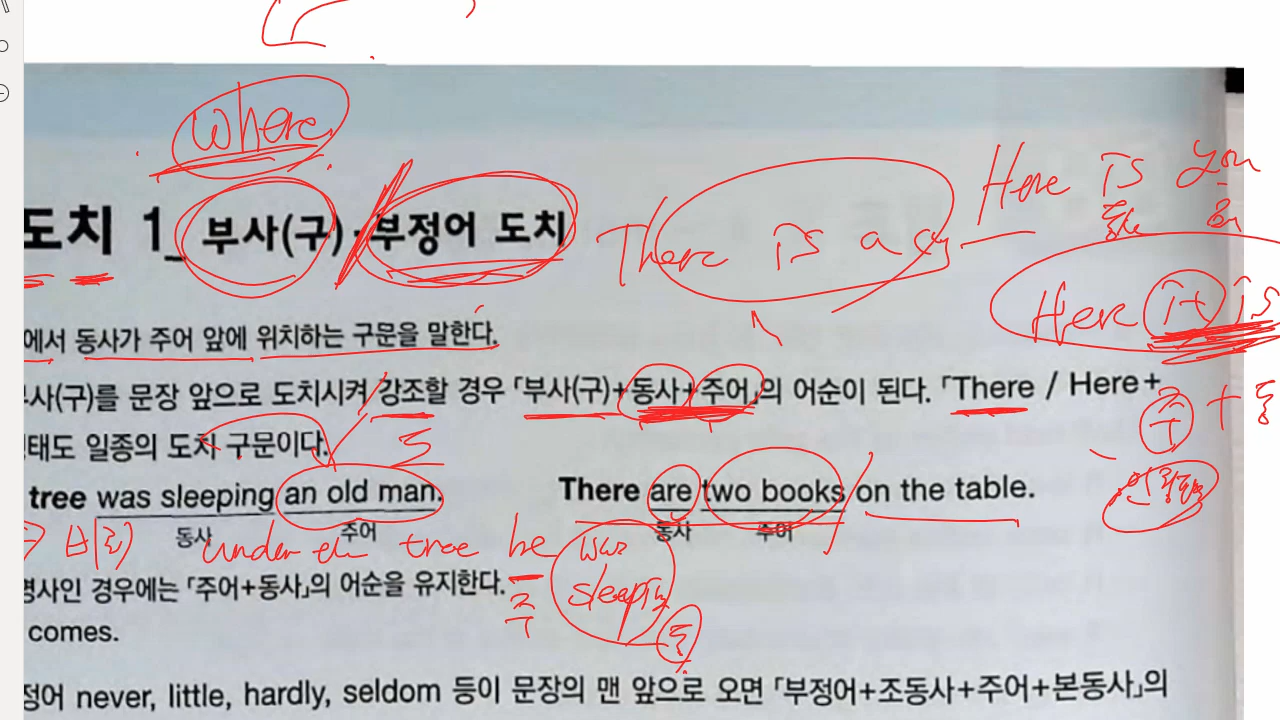 where
도치 1_ 부사(구)·부정어 도치
There is a
Here is you
Here it is
에서 동사가 주어 앞에 위치하는 구문을 말한다.
부사(구)를 문장 앞으로 도치시켜 강조할 경우 「부사(구)+동사+주어」의 어순이 된다. 「There / Here+
형태도 일종의 도치 구문이다.
주 + 동
tree was sleeping an old man.
There are two books on the table.
동사 주어
동사 주어
under tree he was
sleeping
주
동
명사인 경우에는 「주어+동사」의 어순을 유지한다.
comes.
정어 never, little, hardly, seldom 등이 문장의 맨 앞으로 오면 「부정어+조동사+주어+본동사」의